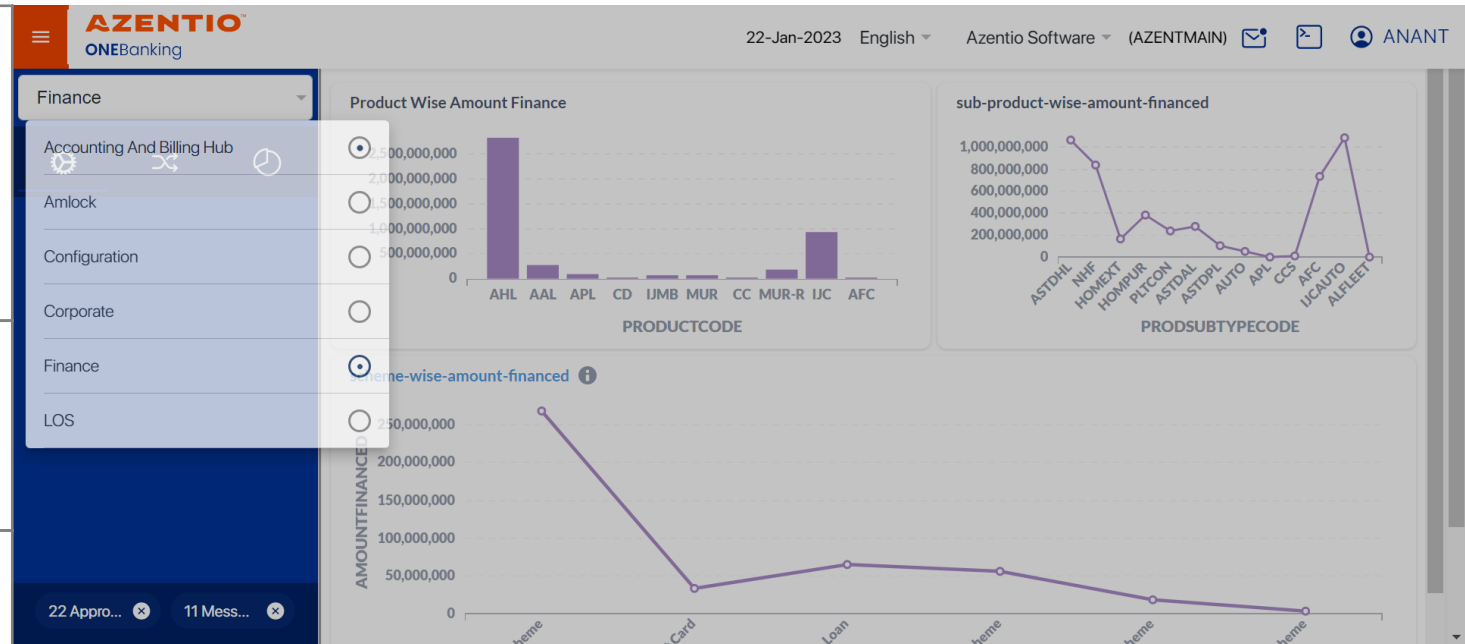 AZENTIO™
ONEBanking
22-Jan-2023 English Azentio Software (AZENTMAIN) ANANT
Finance
Accounting And Billing Hub
Amlock
Configuration
Corporate
Finance
LOS
22 Appro... 11 Mess...
Product Wise Amount Finance
2,500,000,000
2,000,000,000
1,500,000,000
1,000,000,000
500,000,000
0
AHL AAL APL CD IJMB MUR CC MUR-R IJC AFC
PRODUCTCODE
sub-product-wise-amount-financed
1,000,000,000
800,000,000
600,000,000
400,000,000
200,000,000
0
ASTDHL NHF HOMEXT HOMPUR PLTCON ASTDAL ASTDPL AUTO APL CCS AFC IJCAUTO ALFLEET
PRODSUBTYPECODE
scheme-wise-amount-financed
AMOUNTFINANCED
250,000,000
200,000,000
150,000,000
100,000,000
50,000,000
0
heme Card Loan heme heme heme